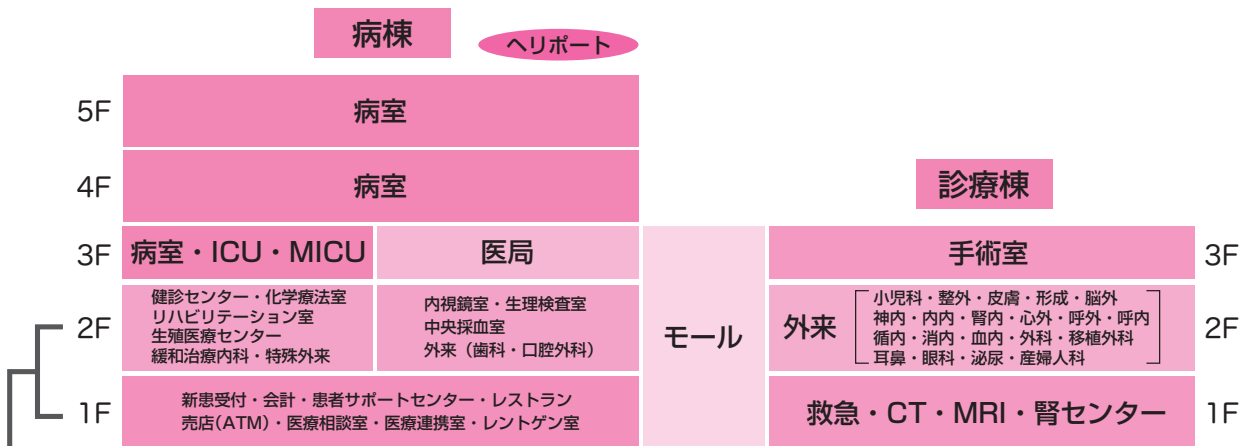 病棟
ヘリポート
5F
病室
4F
病室
診療棟
3F
病室・ICU・MICU
医局
手術室
3F
2F
健診センター・化学療法室
リハビリテーション室
生殖医療センター
緩和治療内科・特殊外来
内視鏡室・生理検査室
中央採血室
外来（歯科・口腔外科）
モール
外来
小児科・整外・皮膚・形成・脳外
神内・内内・腎内・心外・呼外・呼内
循内・消内・血内・外科・移植外科
耳鼻・眼科・泌尿・産婦人科
2F
1F
新患受付・会計・患者サポートセンター・レストラン
売店(ATM)・医療相談室・医療連携室・レントゲン室
救急・CT・MRI・腎センター
1F